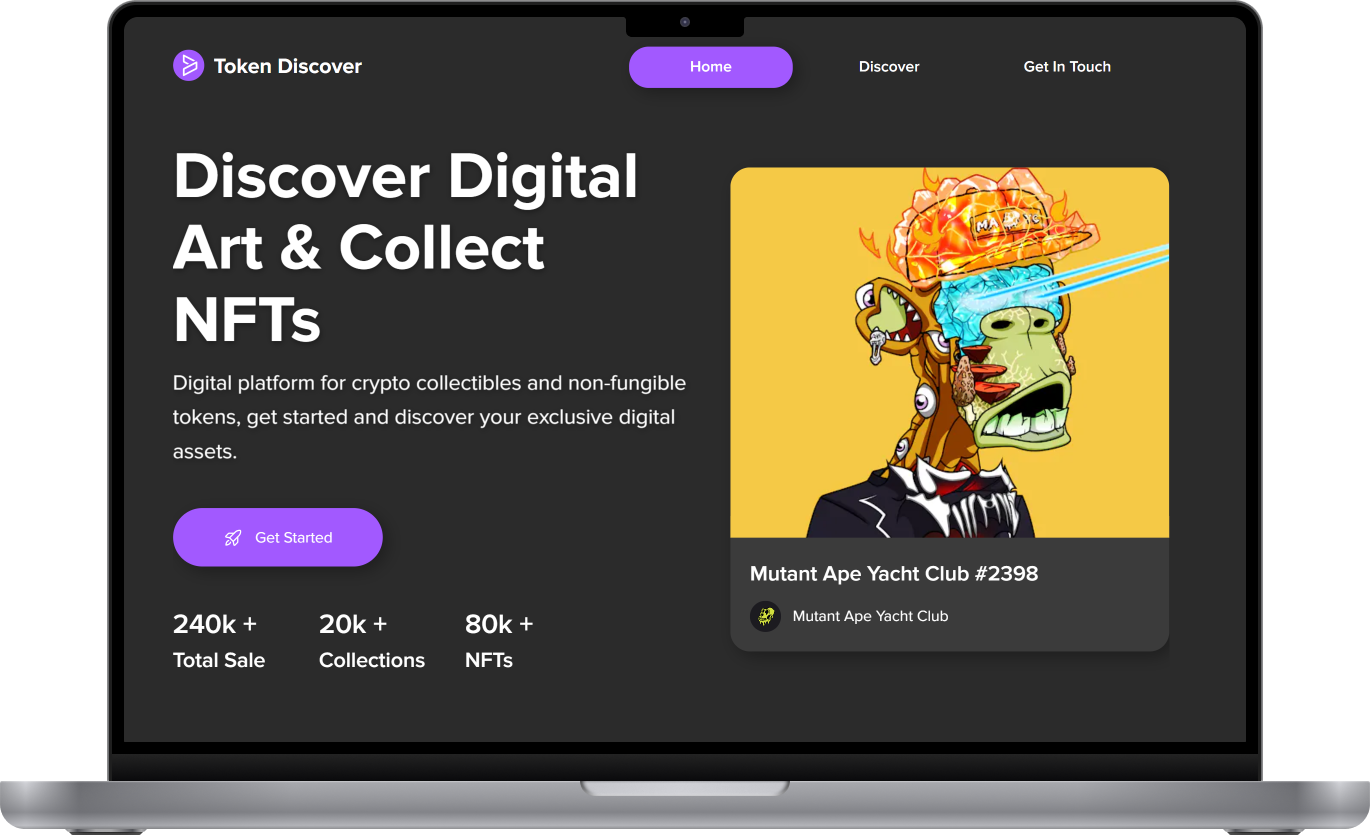 Token Discover
Home
Discover
Get In Touch
Discover Digital
Art & Collect
NFTs
Digital platform for crypto collectibles and non-fungible
tokens, get started and discover your exclusive digital
assets.
Get Started
240k +
20k +
80k +
Total Sale
Collections
NFTs
Mutant Ape Yacht Club #2398
Mutant Ape Yacht Club